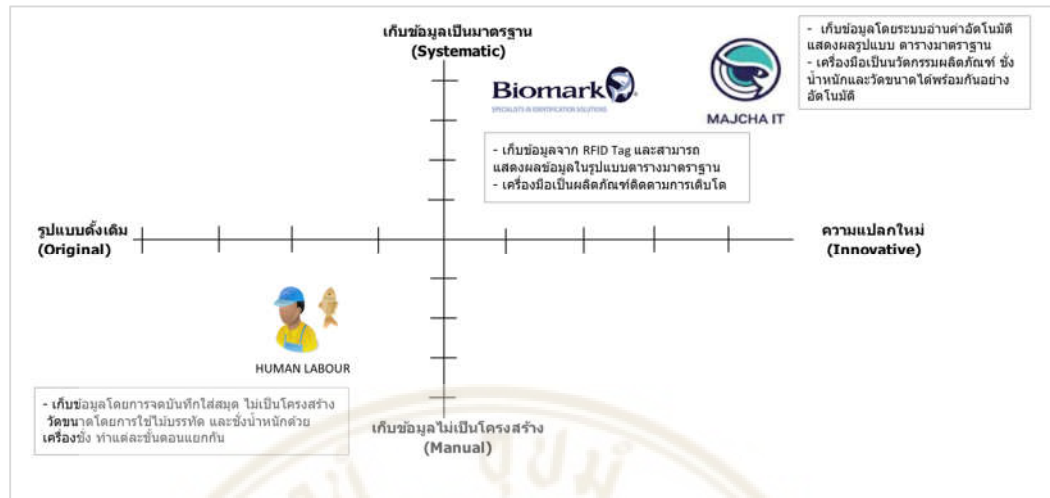 เก็บข้อมูลเป็นมาตรฐาน
(Systematic)
- เก็บข้อมูลโดยระบบอ่านค่าอัตโนมัติ
แสดงผลรูปแบบ ตารางมาตราฐาน
- เครื่องมือเป็นนวัตกรรมผลิตภัณฑ์ ชั่ง
น้ำหนักและวัดขนาดได้พร้อมกันอย่าง
อัตโนมัติ
Biomark
SPECIALISTS IN IDENTIFICATION SOLUTIONS
MAJCHA IT
- เก็บข้อมูลจาก RFID Tag และสามารถ
แสดงผลข้อมูลในรูปแบบตารางมาตราฐาน
- เครื่องมือเป็นผลิตภัณฑ์ติดตามการเติบโต
รูปแบบดั้งเดิม
(Original)
ความแปลกใหม่
(Innovative)
HUMAN LABOUR
- เก็บข้อมูลโดยการจดบันทึกใส่สมุด ไม่เป็นโครงสร้าง
วัดขนาดโดยการใช้ไม้บรรทัด และชั่งน้ำหนักด้วย
เครื่องชั่ง ทำแต่ละขั้นตอนแยกกัน
เก็บข้อมูลไม่เป็นโครงสร้าง
(Manual)